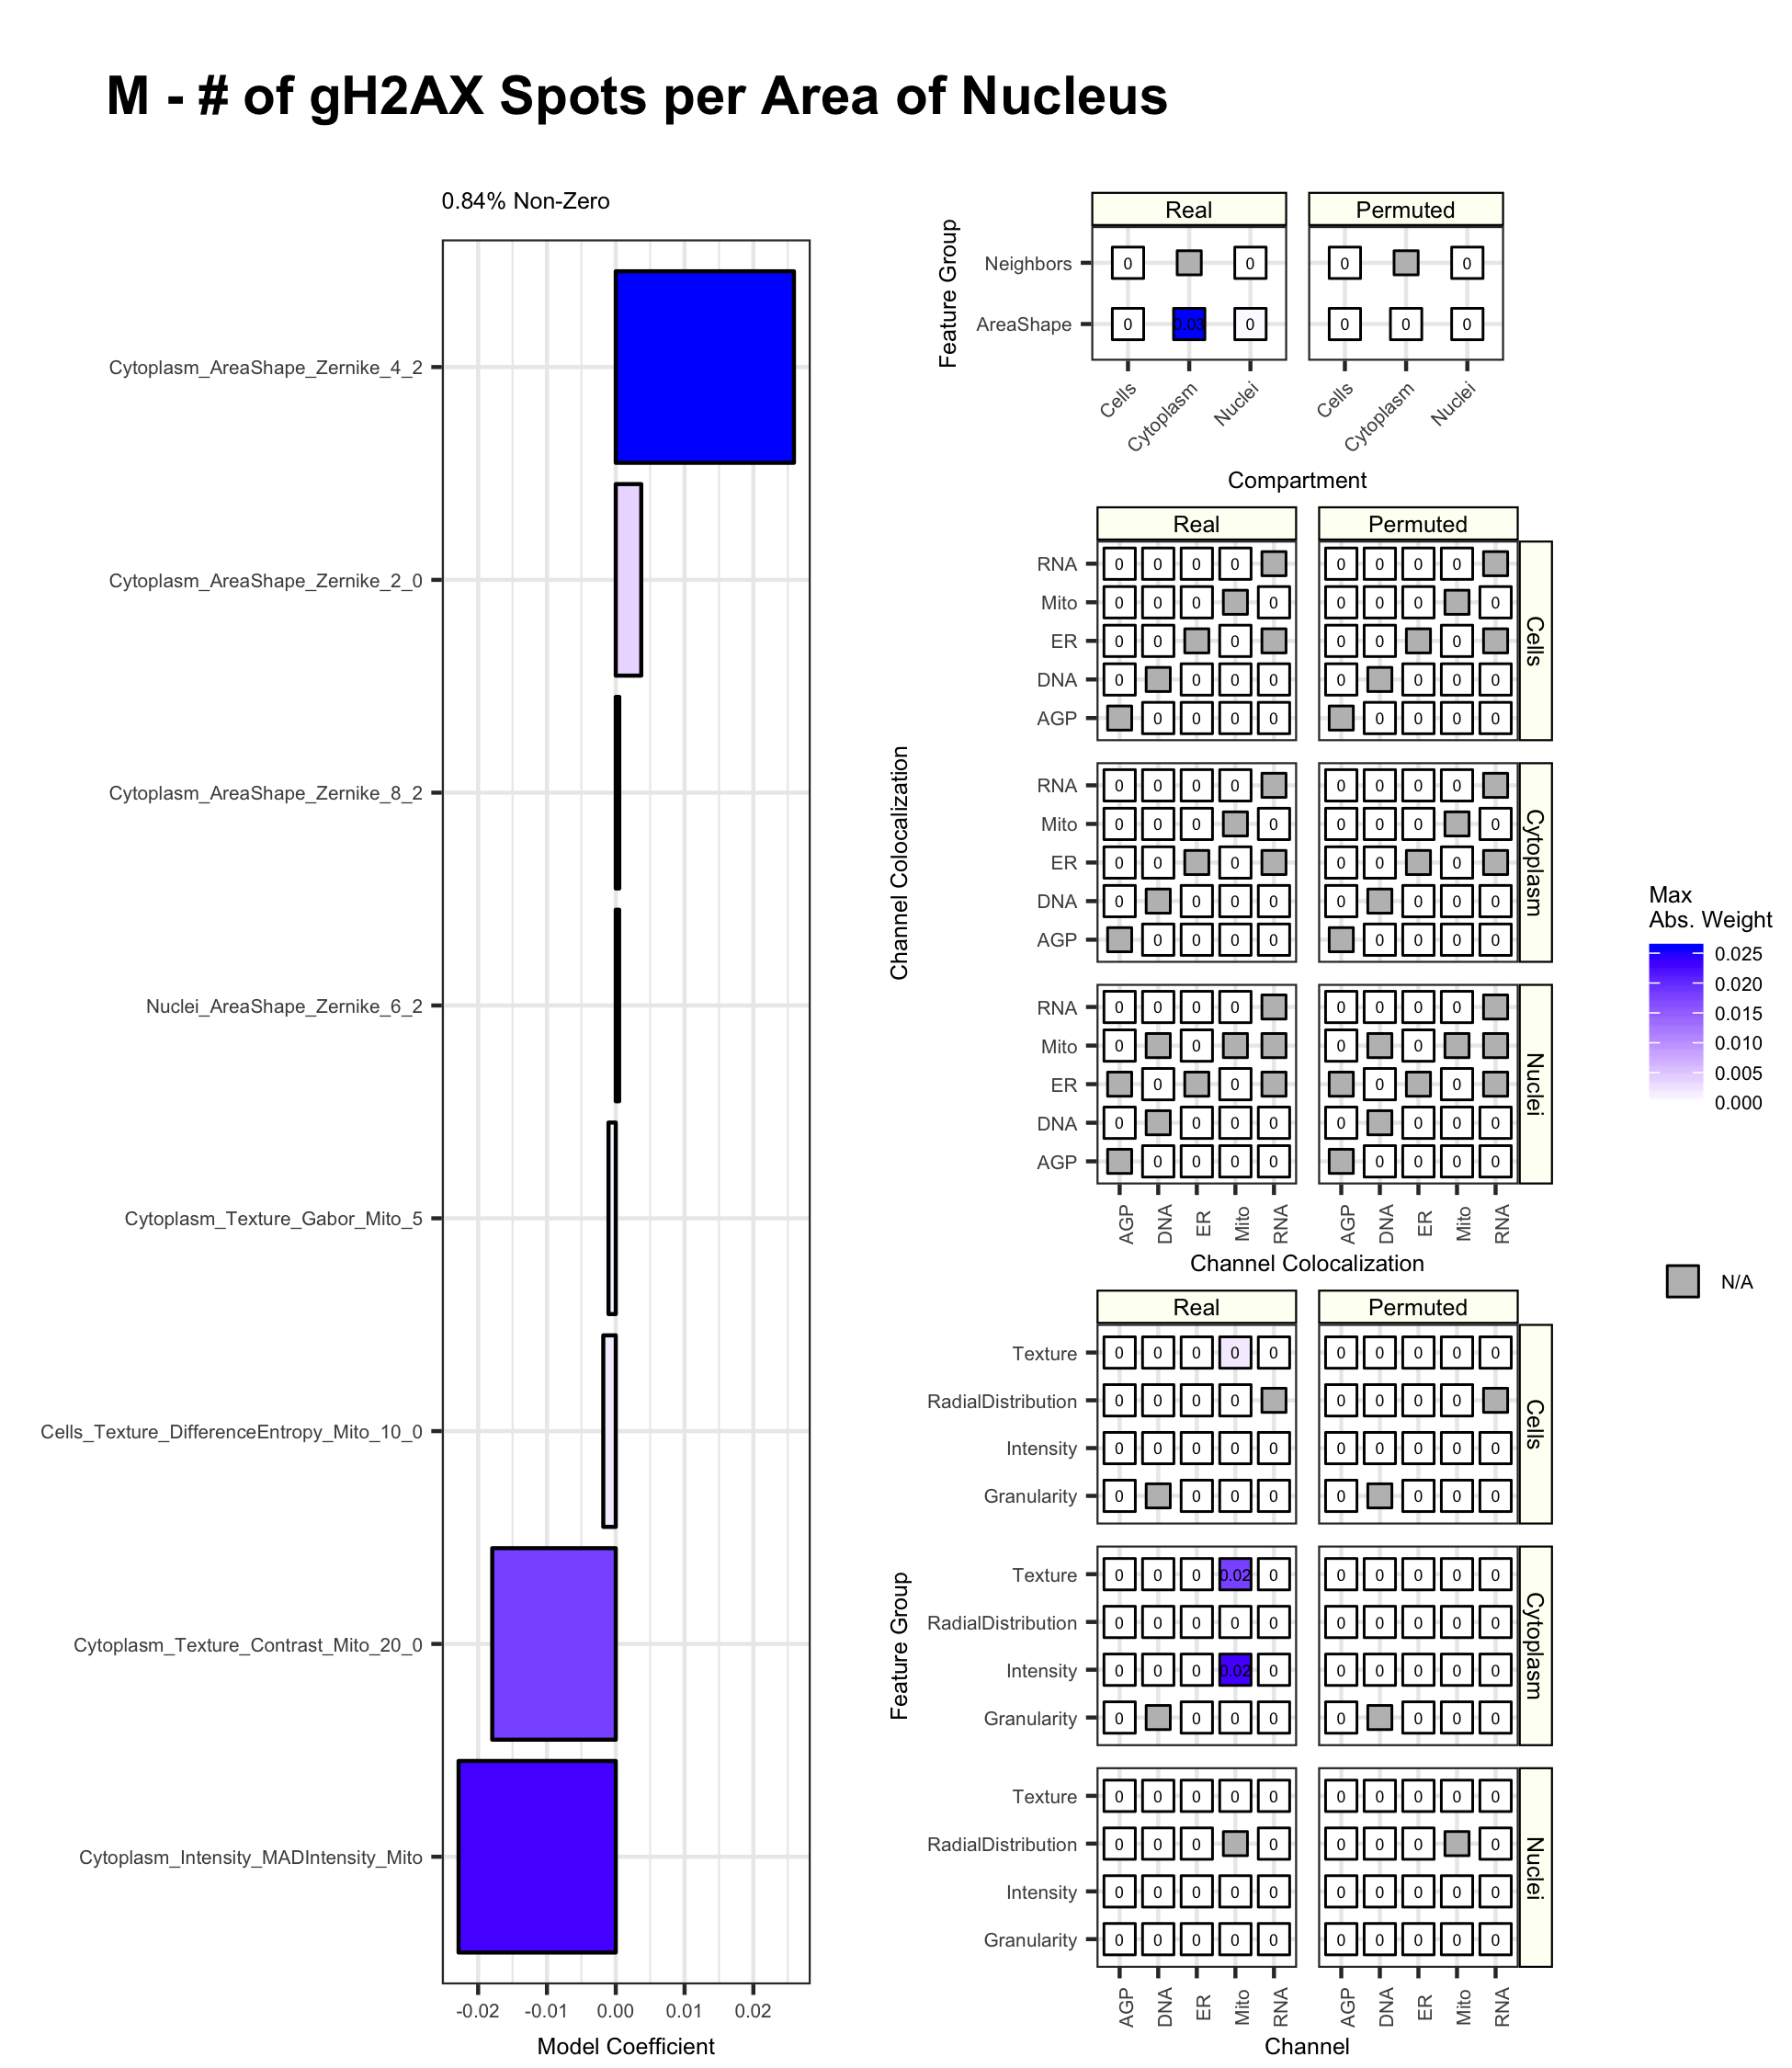 M - # of gH2AX Spots per Area of Nucleus
0.84% Non-Zero
Cytoplasm_AreaShape_Zernike_4_2
Cytoplasm_AreaShape_Zernike_2_0
Cytoplasm_AreaShape_Zernike_8_2
Nuclei_AreaShape_Zernike_6_2
Cytoplasm_Texture_Gabor_Mito_5
Cells_Texture_DifferenceEntropy_Mito_10_0
Cytoplasm_Texture_Contrast_Mito_20_0
Cytoplasm_Intensity_MADIntensity_Mito
-0.02 -0.01 0.00 0.01 0.02
Model Coefficient
Feature Group
Real Permuted
Neighbors 0 0 0 0
AreaShape 0 0.03 0 0 0 0
Cells Cytoplasm Nuclei Cells Cytoplasm Nuclei
Compartment
Channel Colocalization
Real Permuted
Cells
RNA 0 0 0 0 0 0 0 0
Mito 0 0 0 0 0 0 0 0
ER 0 0 0 0 0 0
DNA 0 0 0 0 0 0 0 0
AGP 0 0 0 0 0 0 0 0
Cytoplasm
RNA 0 0 0 0 0 0 0 0
Mito 0 0 0 0 0 0 0 0
ER 0 0 0 0 0 0
DNA 0 0 0 0 0 0 0 0
AGP 0 0 0 0 0 0 0 0
Nuclei
RNA 0 0 0 0 0 0 0 0
Mito 0 0 0 0
ER 0 0 0 0
DNA 0 0 0 0 0 0 0 0
AGP 0 0 0 0 0 0 0 0
AGP DNA ER Mito RNA AGP DNA ER Mito RNA
Channel Colocalization
Feature Group
Real Permuted
Cells
Texture 0 0 0 0 0 0 0 0 0 0
RadialDistribution 0 0 0 0 0 0 0 0
Intensity 0 0 0 0 0 0 0 0 0 0
Granularity 0 0 0 0 0 0 0 0
Cytoplasm
Texture 0 0 0 0.02 0 0 0 0 0 0
RadialDistribution 0 0 0 0 0 0 0 0 0 0
Intensity 0 0 0 0.02 0 0 0 0 0 0
Granularity 0 0 0 0 0 0 0 0
Nuclei
Texture 0 0 0 0 0 0 0 0 0 0
RadialDistribution 0 0 0 0 0 0 0 0
Intensity 0 0 0 0 0 0 0 0 0 0
Granularity 0 0 0 0 0 0 0 0 0 0
AGP DNA ER Mito RNA AGP DNA ER Mito RNA
Channel
Max
Abs. Weight
0.025
0.020
0.015
0.010
0.005
0.000
N/A